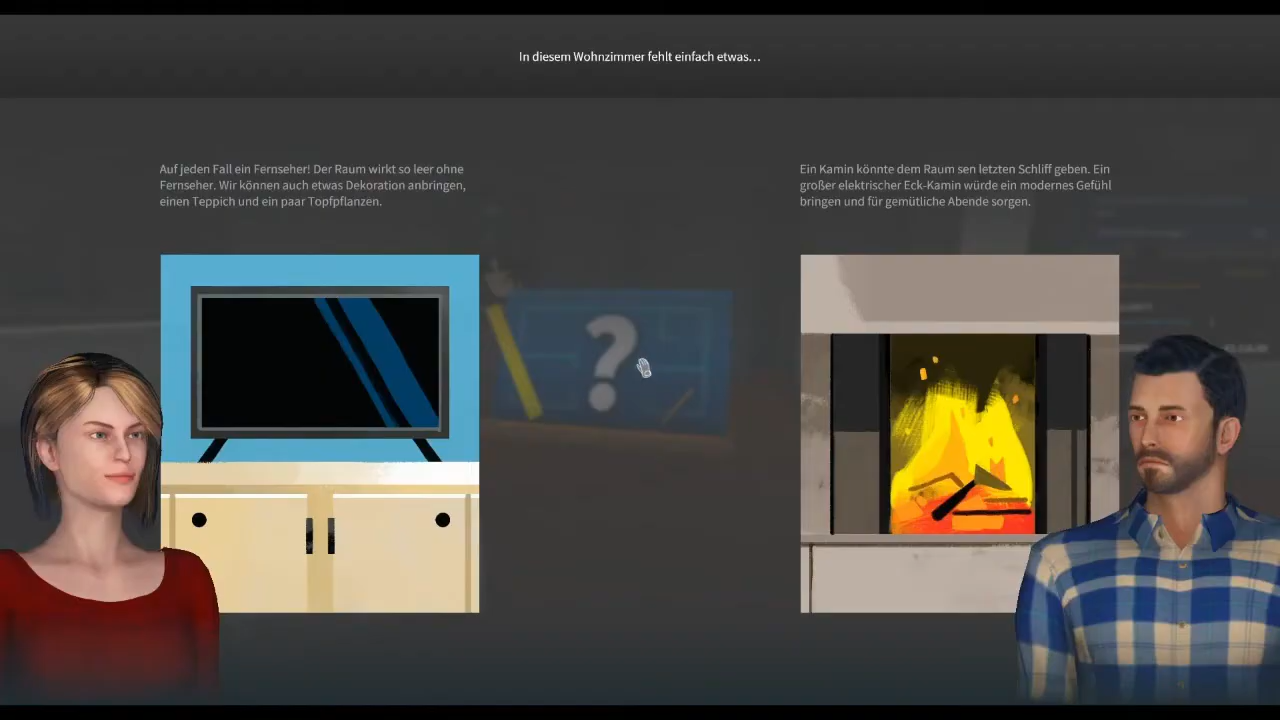 In diesem Wohnzimmer fehlt einfach etwas...
Auf jeden Fall ein Fernseher! Der Raum wirkt so leer ohne
Fernseher. Wir können auch etwas Dekoration anbringen,
einen Teppich und ein paar Topfpflanzen.
Ein Kamin könnte dem Raum sen letzten Schliff geben. Ein
großer elektrischer Eck-Kamin würde ein modernes Gefühl
bringen und für gemütliche Abende sorgen.
?